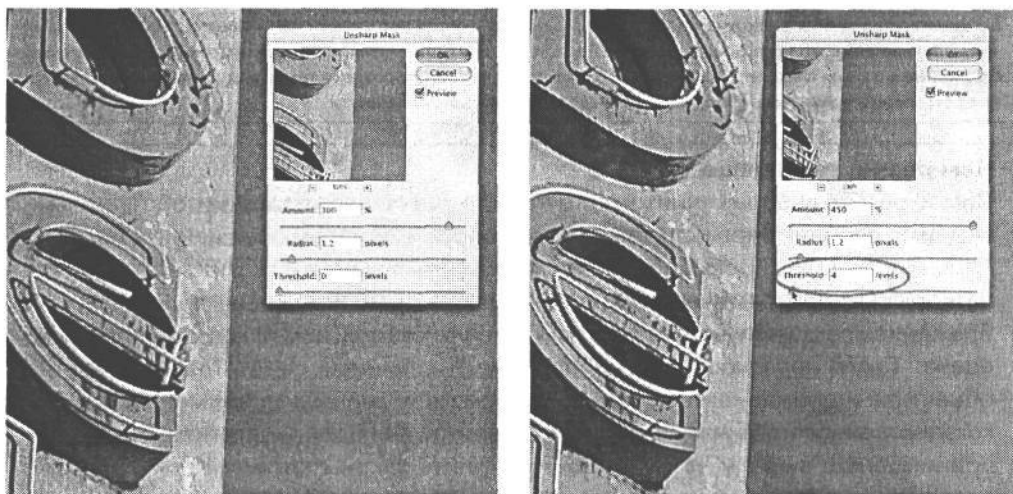 Unsharp Mask
OK
Cancel
Preview
Amount: 300 %
Radius: 1.2 pixels
Threshold: 0 levels
Unsharp Mask
OK
Cancel
Preview
Amount: 450 %
Radius: 1.2 pixels
Threshold: 4 levels